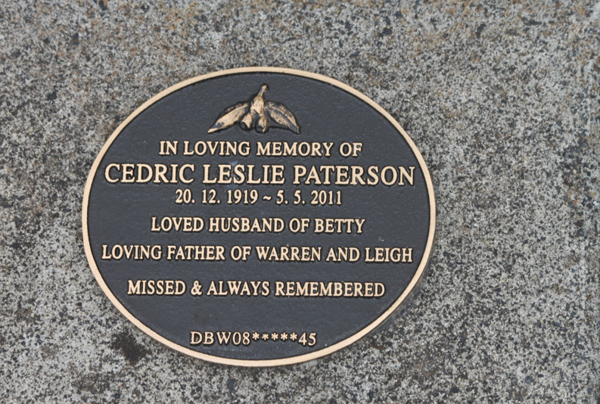 IN LOVING MEMORY OF
CEDRIC LESLIE PATERSON
20. 12. 1919 ~ 5. 5. 2011
LOVED HUSBAND OF BETTY
LOVING FATHER OF WARREN AND LEIGH
MISSED & ALWAYS REMEMBERED
DBW08*****45